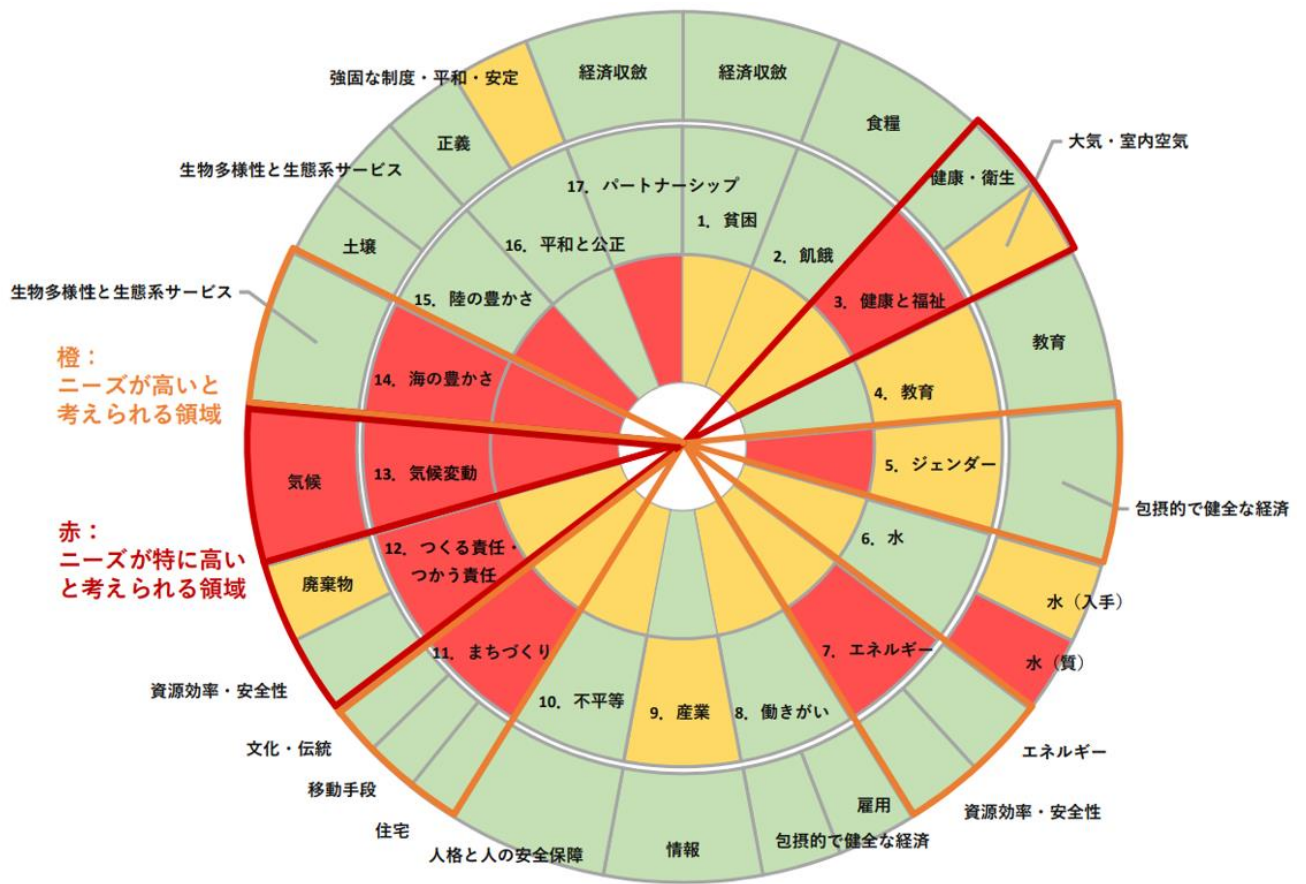 経済収斂
経済収斂
強固な制度・平和・安定
食糧
正義
大気・室内空気
生物多様性と生態系サービス
健康・衛生
17. パートナーシップ
1. 貧困
16. 平和と公正
2. 飢餓
土壌
生物多様性と生態系サービス
15. 陸の豊かさ
3. 健康と福祉
教育
橙：
ニーズが高いと
考えられる領域
14. 海の豊かさ
4. 教育
気候
13. 気候変動
5. ジェンダー
包摂的で健全な経済
赤：
ニーズが特に高い
と考えられる領域
12. つくる責任・
つかう責任
6. 水
廃棄物
水（入手）
11. まちづくり
7. エネルギー
水（質）
資源効率・安全性
10. 不平等
9. 産業
8. 働きがい
文化・伝統
エネルギー
移動手段
雇用
資源効率・安全性
住宅
包摂的で健全な経済
人格と人の安全保障
情報